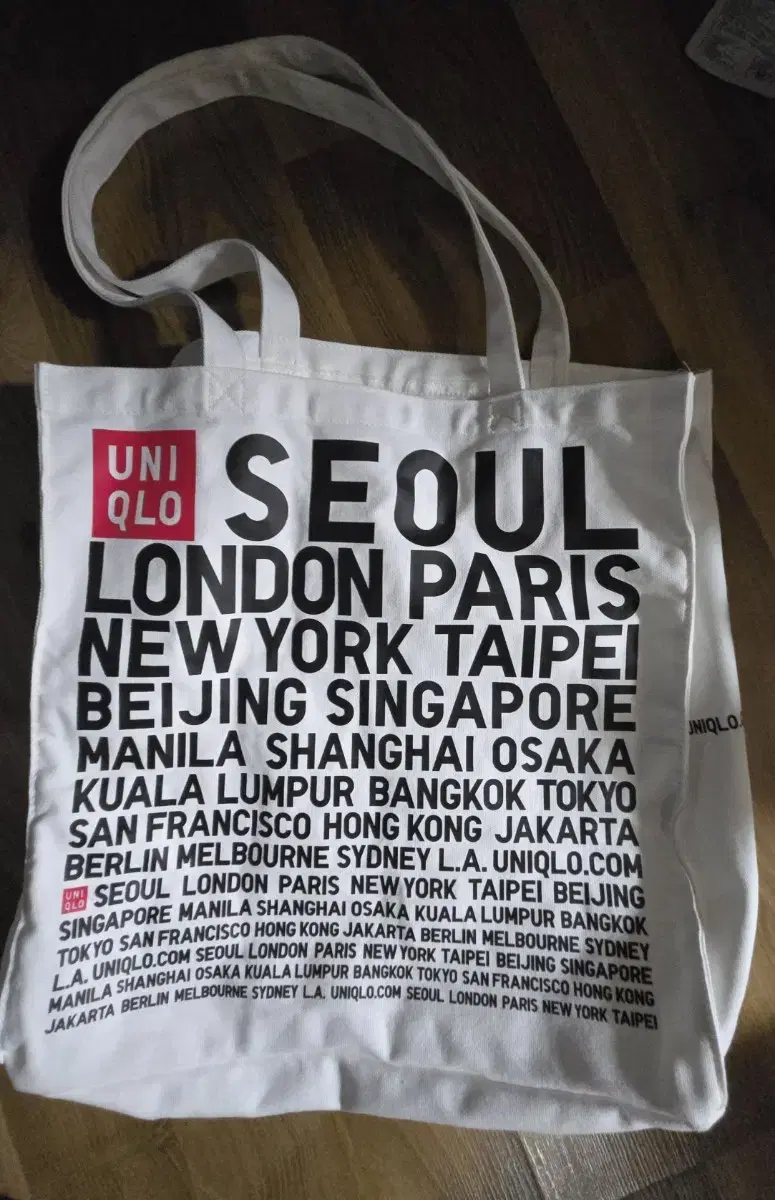 UNI
QLO
SEOUL
LONDON PARIS
NEW YORK TAIPEI
BEIJING SINGAPORE
MANILA SHANGHAI OSAKA
KUALA LUMPUR BANGKOK TOKYO
SAN FRANCISCO HONG KONG JAKARTA
BERLIN MELBOURNE SYDNEY L.A. UNIQLO.COM
UNI
QLO
SEOUL LONDON PARIS NEW YORK TAIPEI BEIJING
SINGAPORE MANILA SHANGHAI OSAKA KUALA LUMPUR BANGKOK
TOKYO SAN FRANCISCO HONG KONG JAKARTA BERLIN MELBOURNE SYDNEY
L.A. UNIQLO.COM SEOUL LONDON PARIS NEW YORK TAIPEI BEIJING SINGAPORE
MANILA SHANGHAI OSAKA KUALA LUMPUR BANGKOK TOKYO SAN FRANCISCO HONG KONG
JAKARTA BERLIN MELBOURNE SYDNEY L.A. UNIQLO.COM SEOUL LONDON PARIS NEW YORK TAIPEI
UNIQLO.